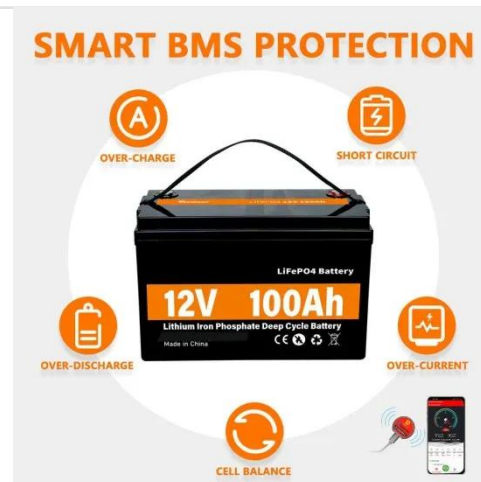 SMART BMS PROTECTION
OVER-CHARGE
SHORT CIRCUIT
LiFePO4 Battery
12V 100Ah
Lithium Iron Phosphate Deep Cycle Battery
Made in China
CE
OVER-DISCHARGE
OVER-CURRENT
CELL BALANCE